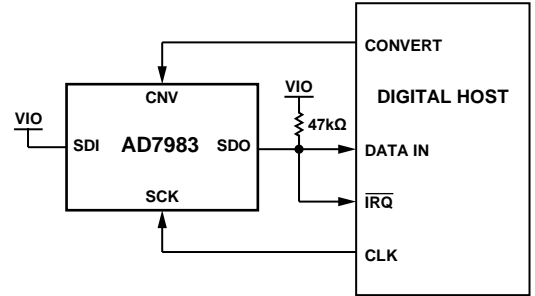 CONVERT
VIO
CNV
DIGITAL HOST
VIO
47kΩ
SDI
AD7983
SDO
DATA IN
SCK
IRQ
CLK